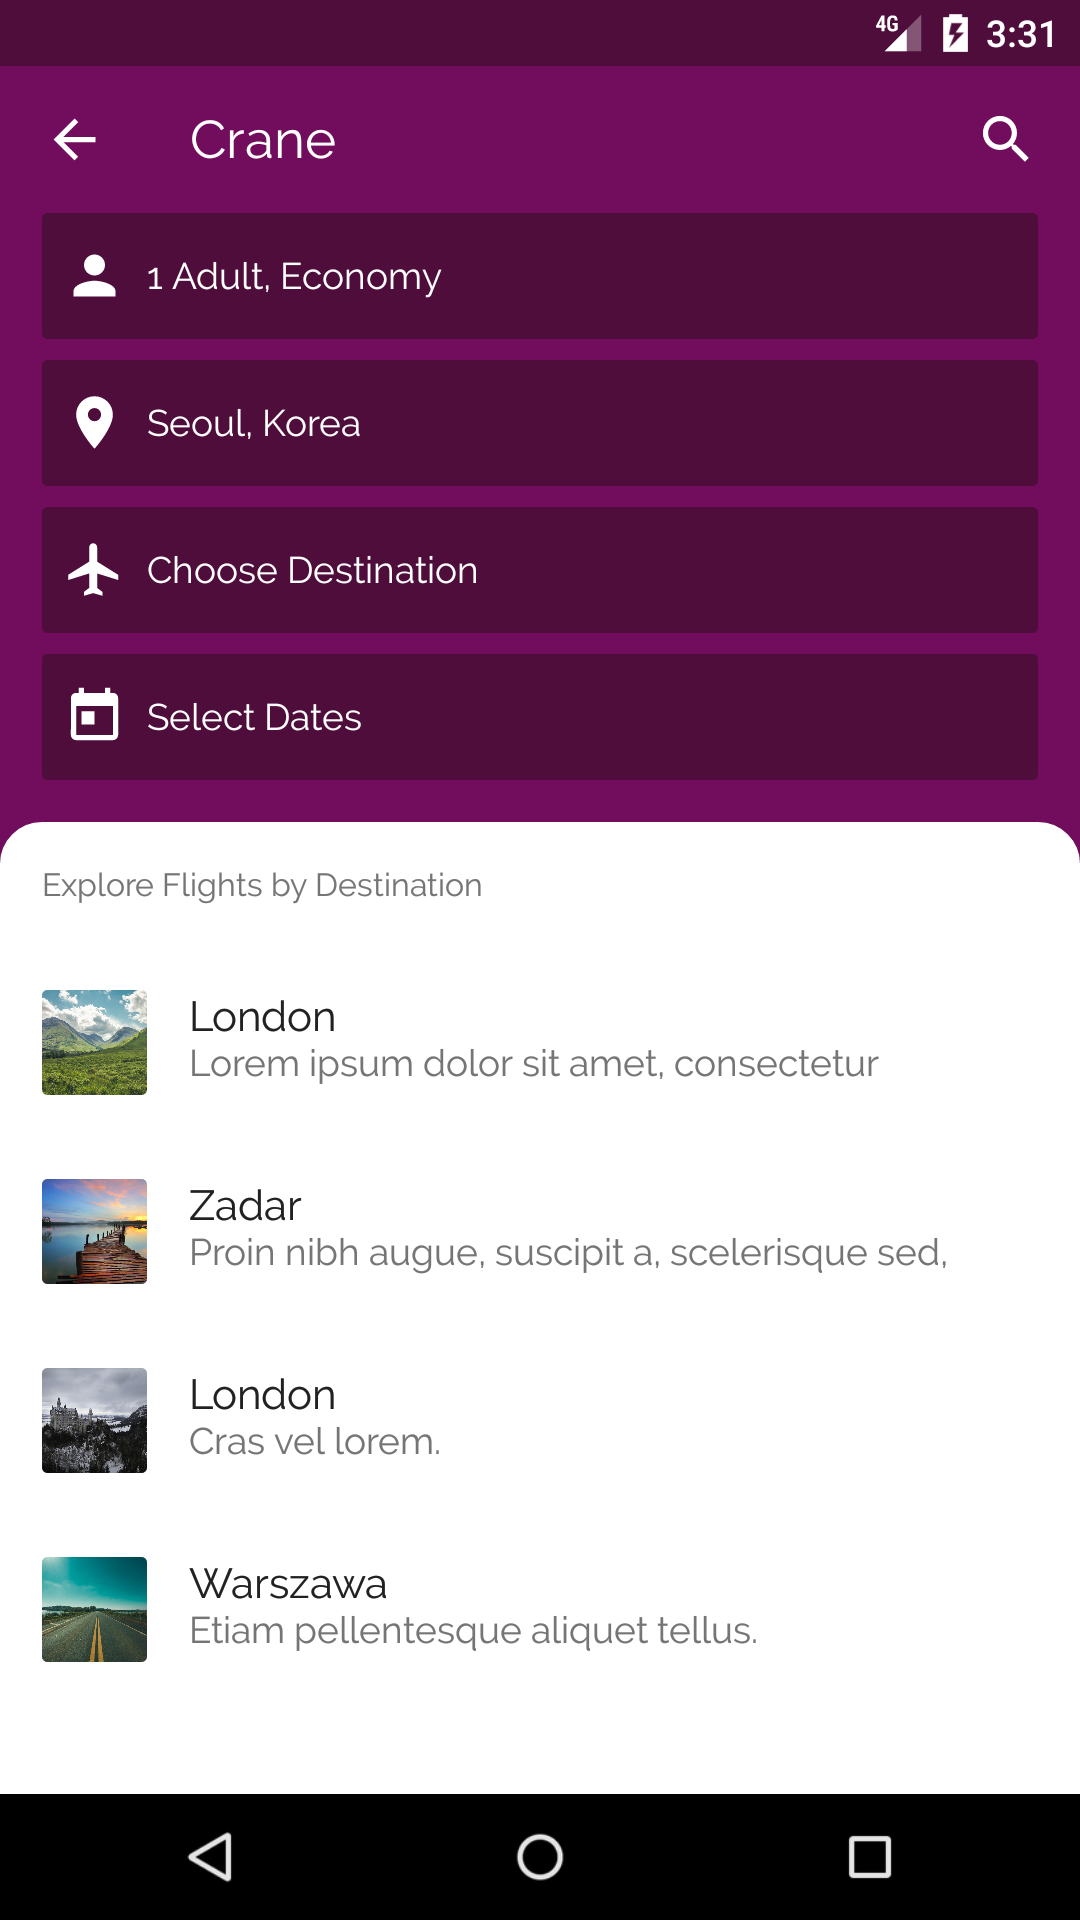 4G 3:31
Crane
1 Adult, Economy
Seoul, Korea
Choose Destination
Select Dates
Explore Flights by Destination
London
Lorem ipsum dolor sit amet, consectetur
Zadar
Proin nibh augue, suscipit a, scelerisque sed,
London
Cras vel lorem.
Warszawa
Etiam pellentesque aliquet tellus.